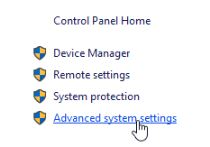 Control Panel Home
Device Manager
Remote settings
System protection
Advanced system settings